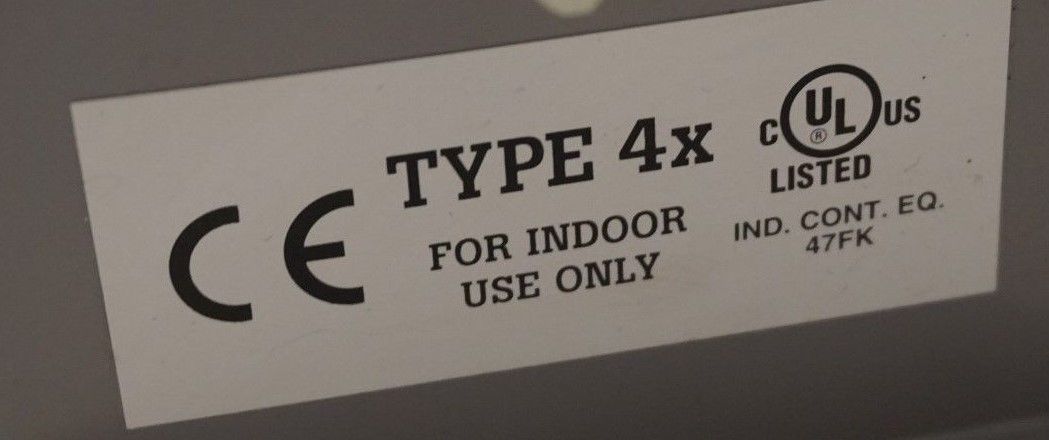 CE
TYPE 4x
FOR INDOOR
USE ONLY
C UL® US
LISTED
IND. CONT. EQ.
47FK